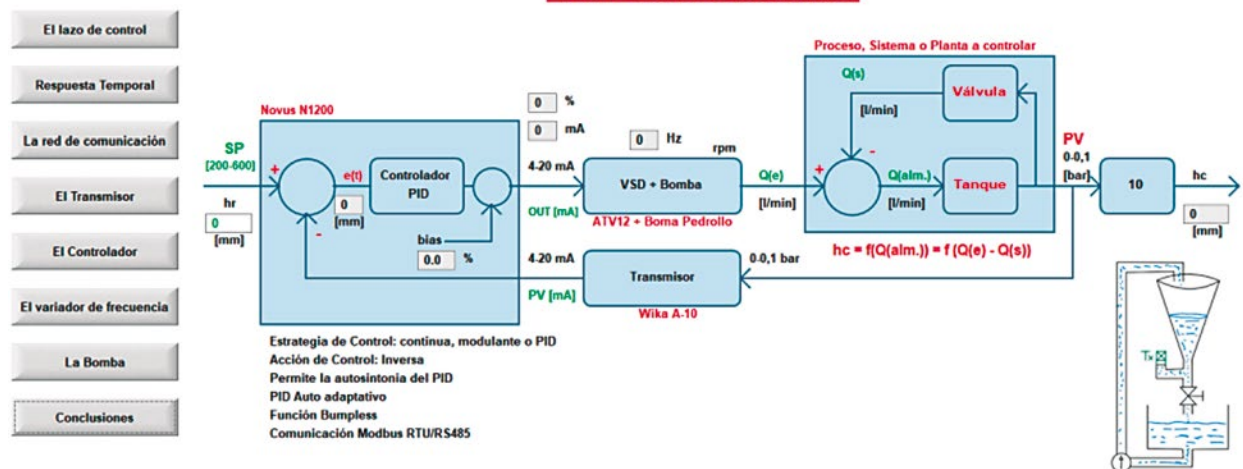 El lazo de control
Respuesta Temporal
La red de comunicación
El Transmisor
El Controlador
El variador de frecuencia
La Bomba
Conclusiones
SP
[200-600]
hr
0
[mm]
Novus N1200
+
-
e(t)
0
[mm]
Controlador
PID
bias
0.0 %
0 %
0 mA
4-20 mA
OUT [mA]
0 Hz
rpm
VSD + Bomba
ATV12 + Boma Pedrollo
Q(e)
[l/min]
Proceso, Sistema o Planta a controlar
Q(s)
[l/min]
Válvula
+
-
Q(alm.)
[l/min]
Tanque
PV
0-0,1
[bar]
10
hc
0
[mm]
hc = f(Q(alm.)) = f (Q(e) - Q(s))
4-20 mA
PV [mA]
Transmisor
Wika A-10
0-0,1 bar
Estrategia de Control: continua, modulante o PID
Acción de Control: Inversa
Permite la autosintonia del PID
PID Auto adaptativo
Función Bumpless
Comunicación Modbus RTU/RS485